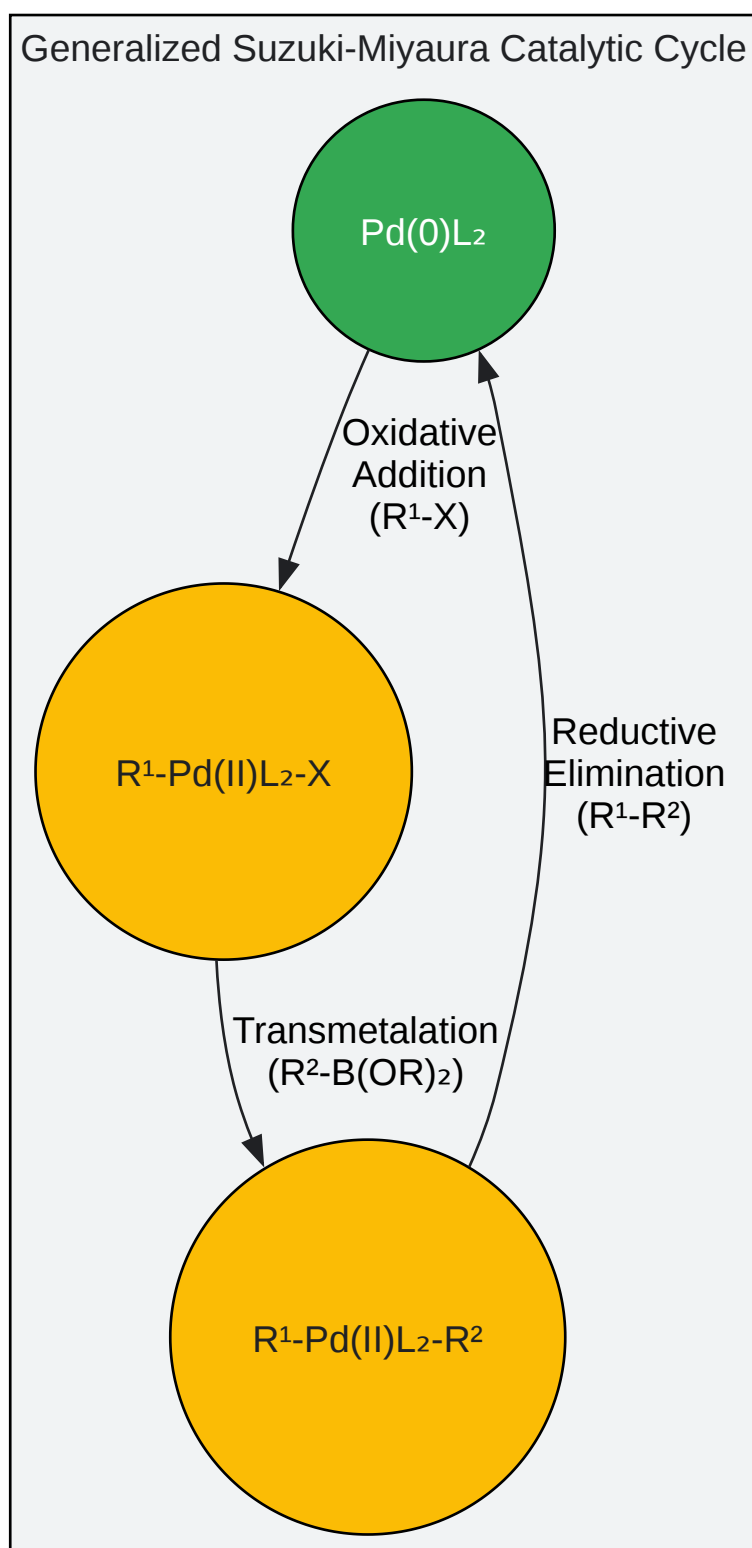 Generalized Suzuki-Miyaura Catalytic Cycle
Pd(0)L₂
Oxidative
Addition
(R¹-X)
R¹-Pd(II)L₂-X
Reductive
Elimination
(R¹-R²)
Transmetalation
(R²-B(OR)₂)
R¹-Pd(II)L₂-R²